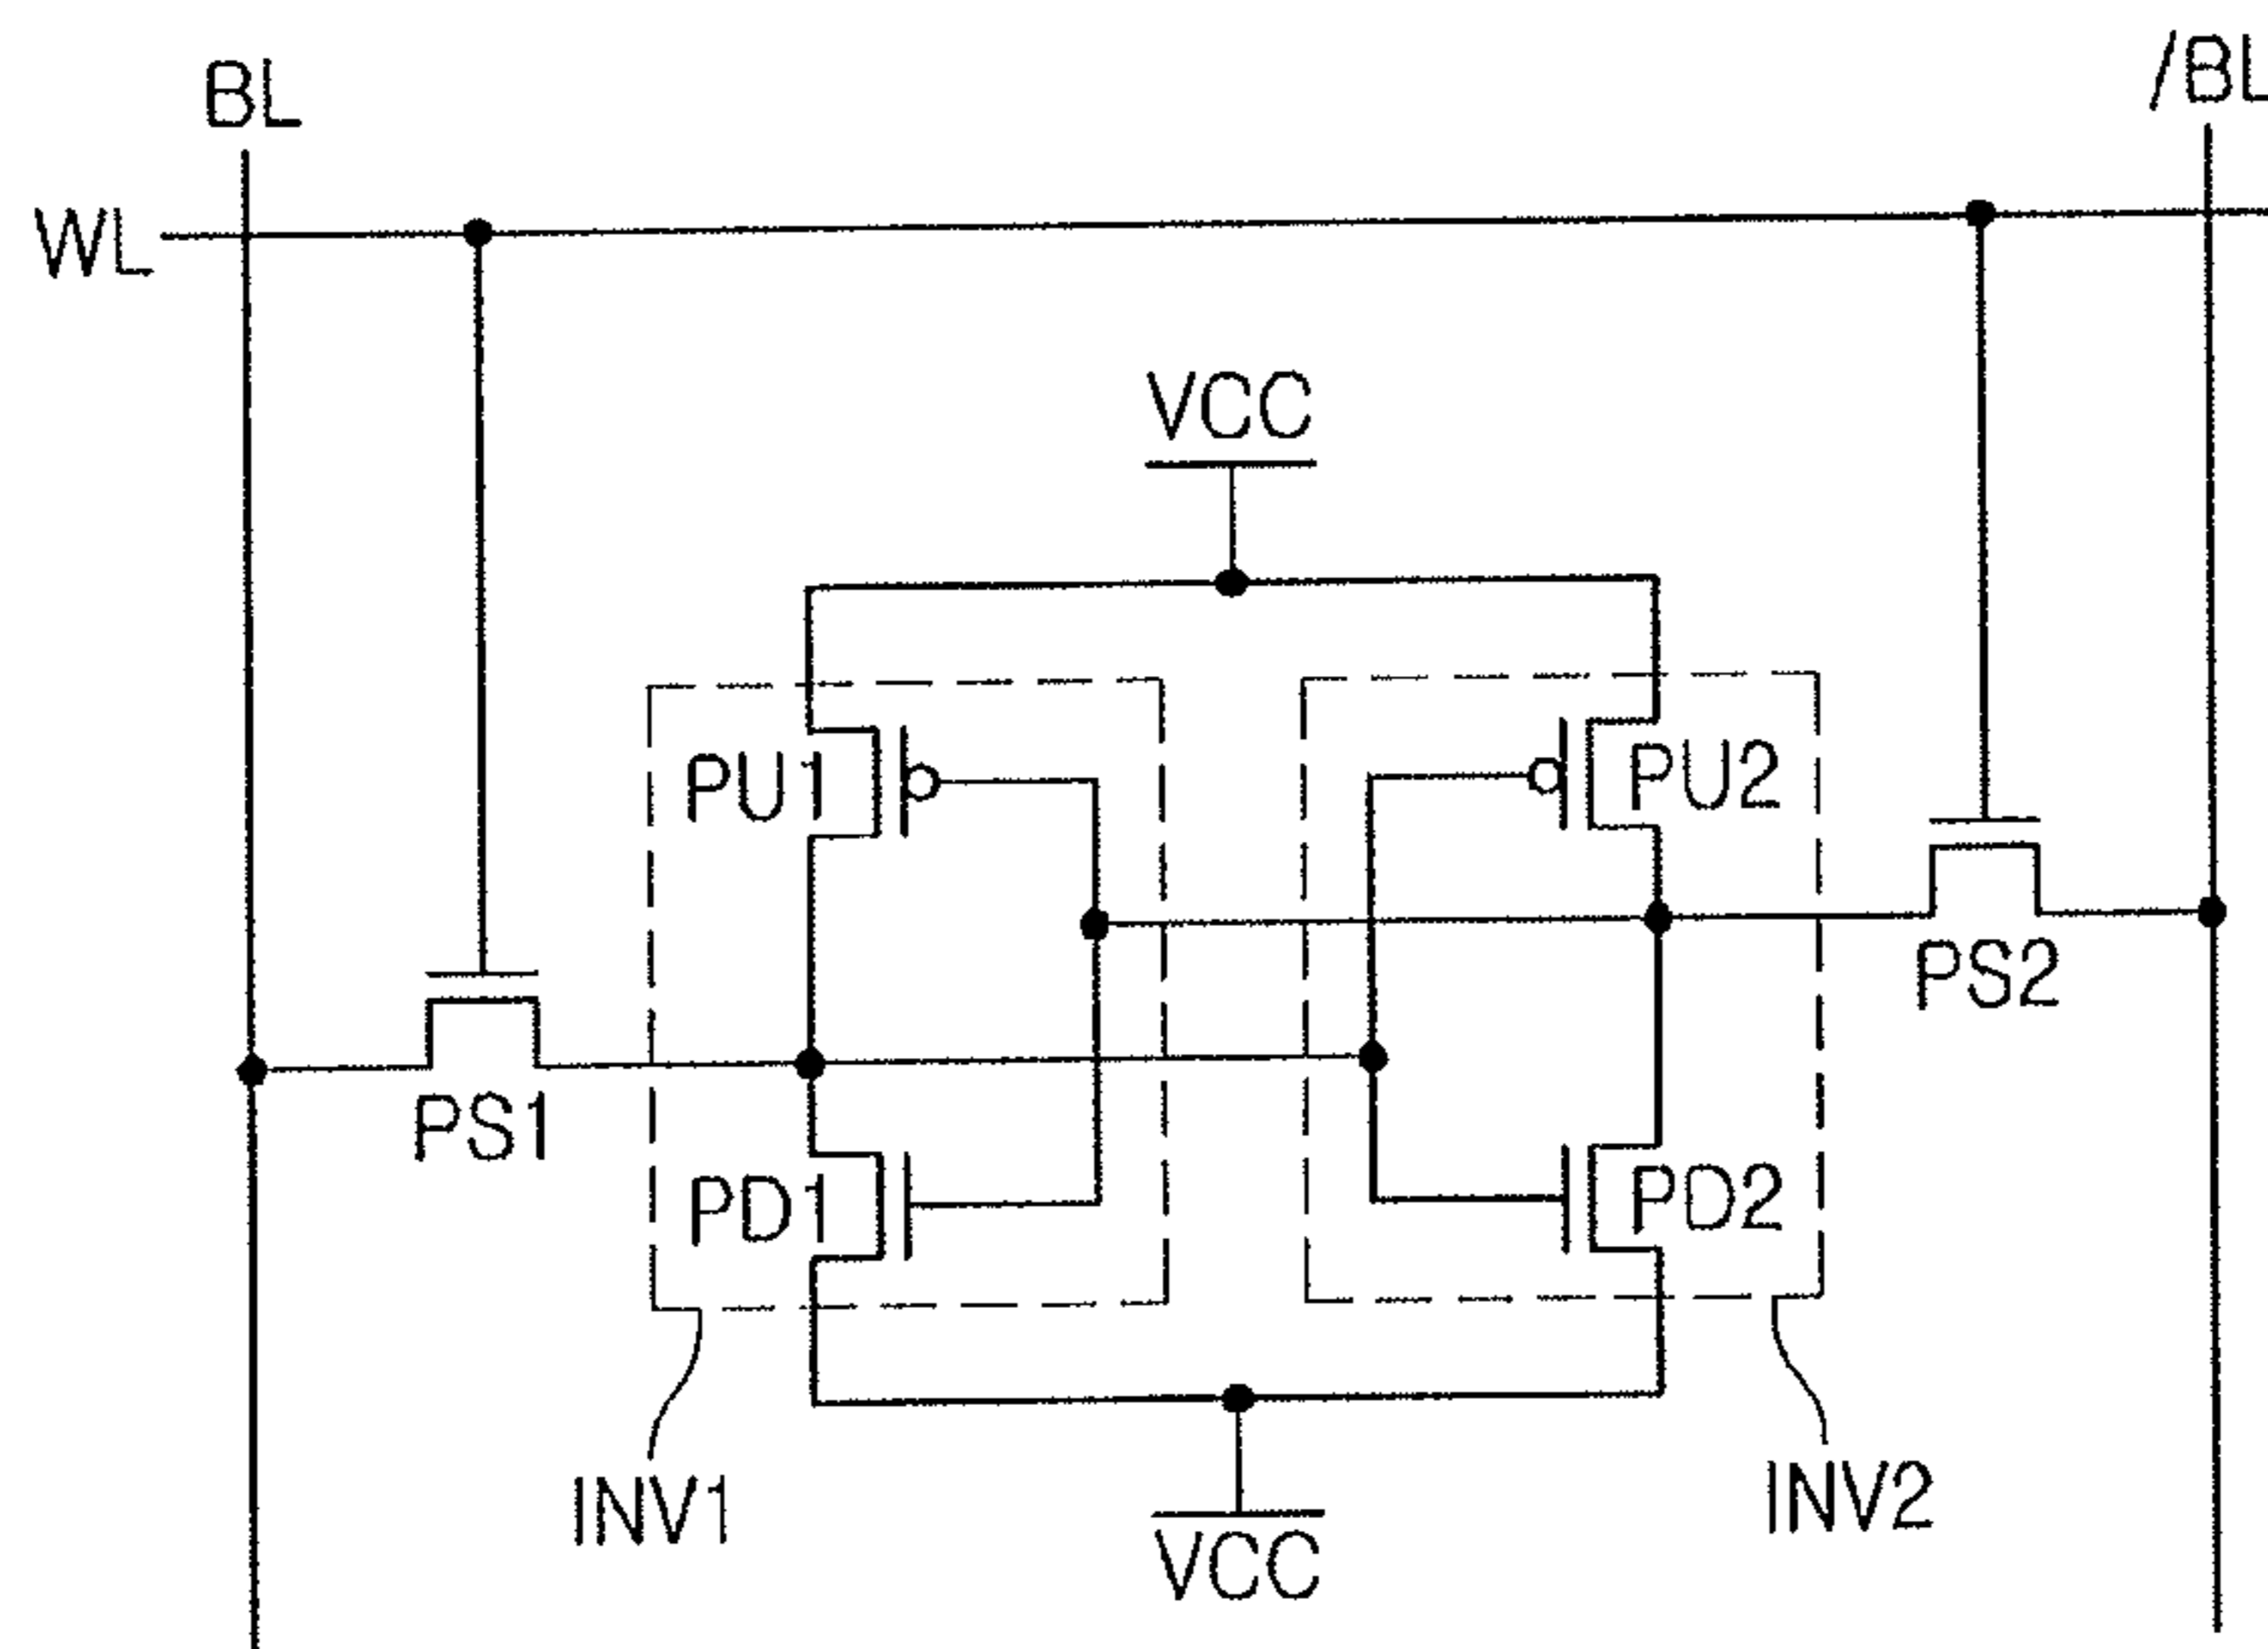 BL
/BL
WL
VCC
PU1
PU2
PS2
PS1
PD1
PD2
INV1
INV2
VCC